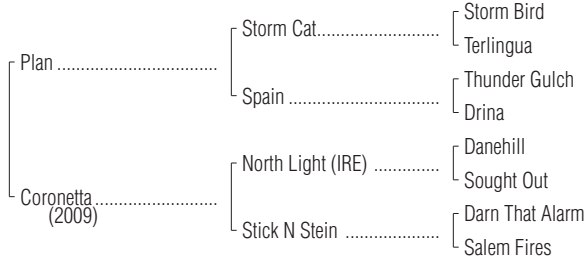 Storm Bird
Storm Cat
Terlingua
Plan
Thunder Gulch
Spain
Drina
Danehill
North Light (IRE)
Sought Out
Coronetta
(2009)
Darn That Alarm
Stick N Stein
Salem Fires